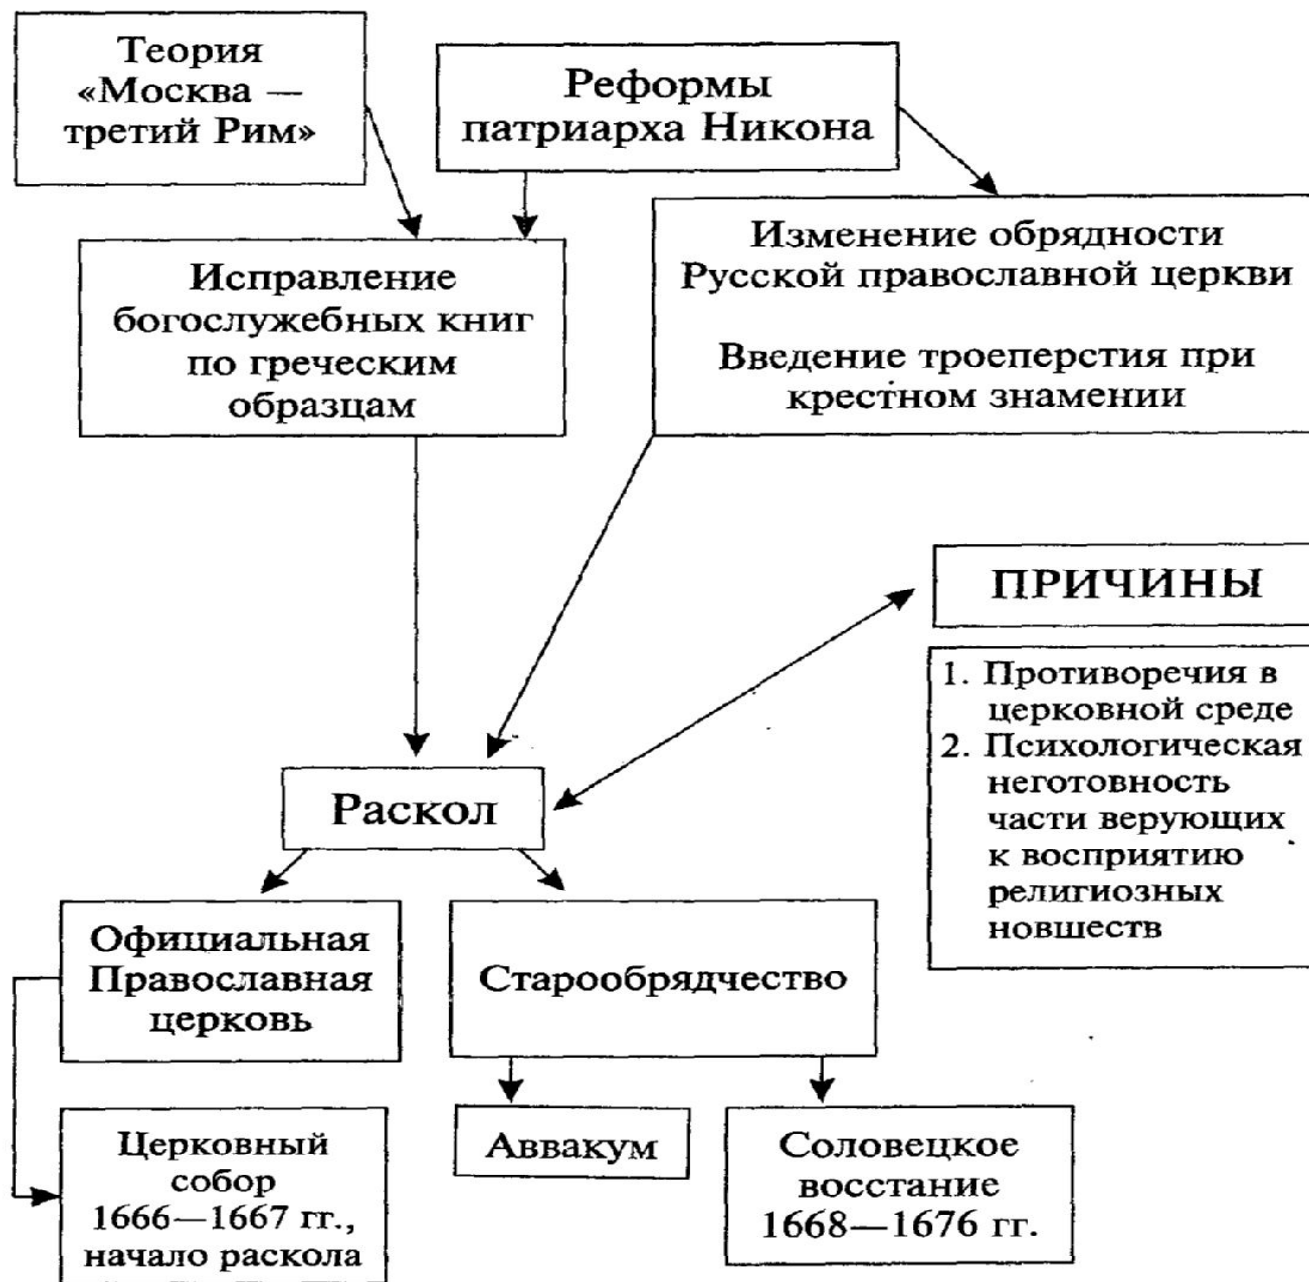 Теория
«Москва —
третий Рим»
Реформы
патриарха Никона
Исправление
богослужебных книг
по греческим
образцам
Изменение обрядности
Русской православной церкви
Введение троеперстия при
крестном знамении
ПРИЧИНЫ
1. Противоречия в
церковной среде
2. Психологическая
неготовность
части верующих
к восприятию
религиозных
новшеств
Раскол
Официальная
Православная
церковь
Старообрядчество
Церковный
собор
1666—1667 гг.,
начало раскола
Аввакум
Соловецкое
восстание
1668—1676 гг.